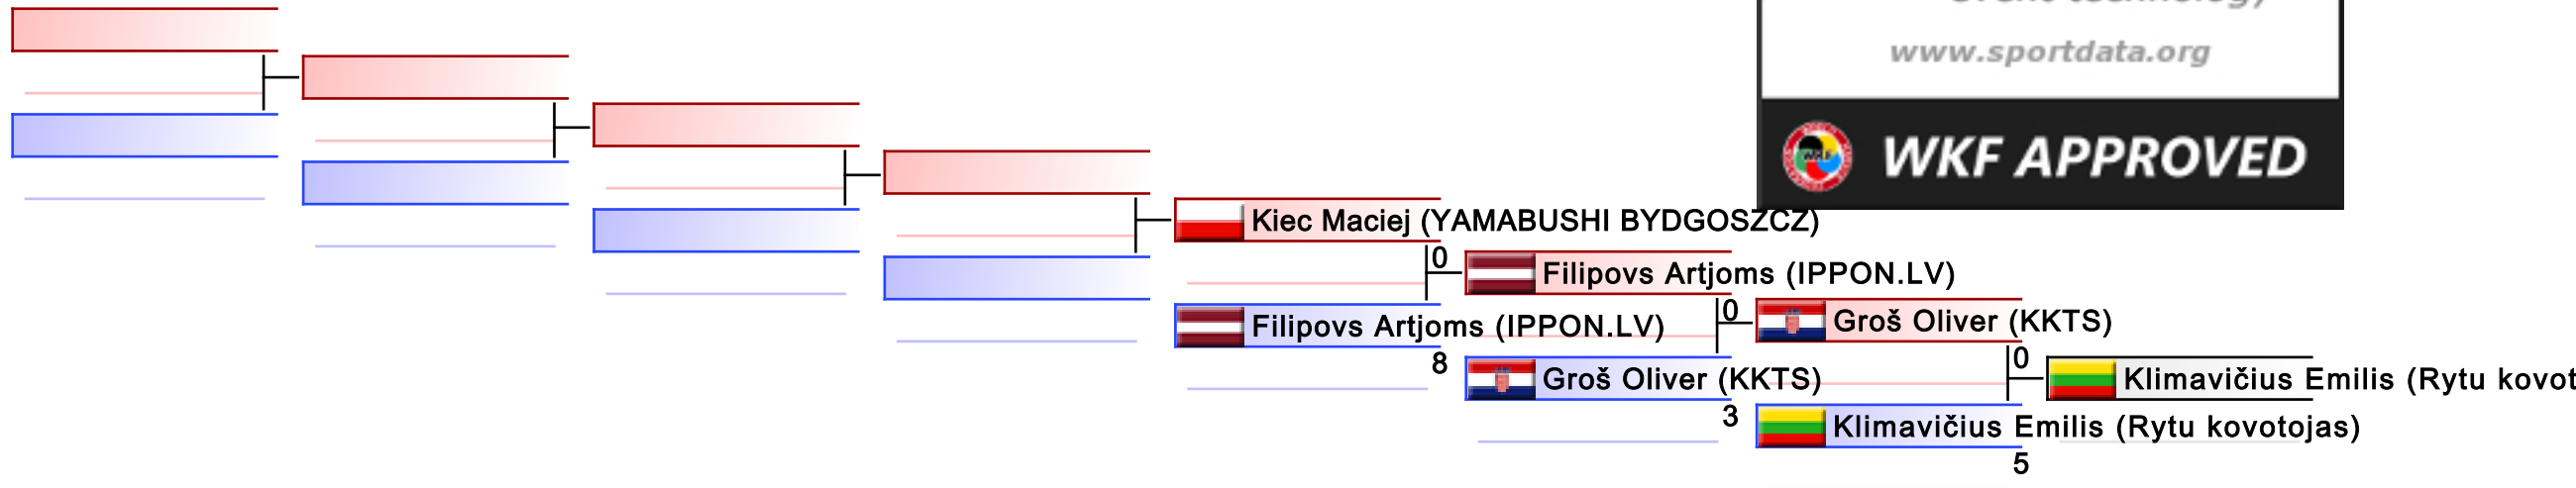 www.sportdata.org
WKF APPROVED
Kiec Maciej (YAMABUSHI BYDGOSZCZ)
0
Filipovs Artjoms (IPPON.LV)
Filipovs Artjoms (IPPON.LV)
8
0
Groš Oliver (KKTS)
Groš Oliver (KKTS)
3
0
Klimavičius Emilis (Rytu kovot
Klimavičius Emilis (Rytu kovotojas)
5